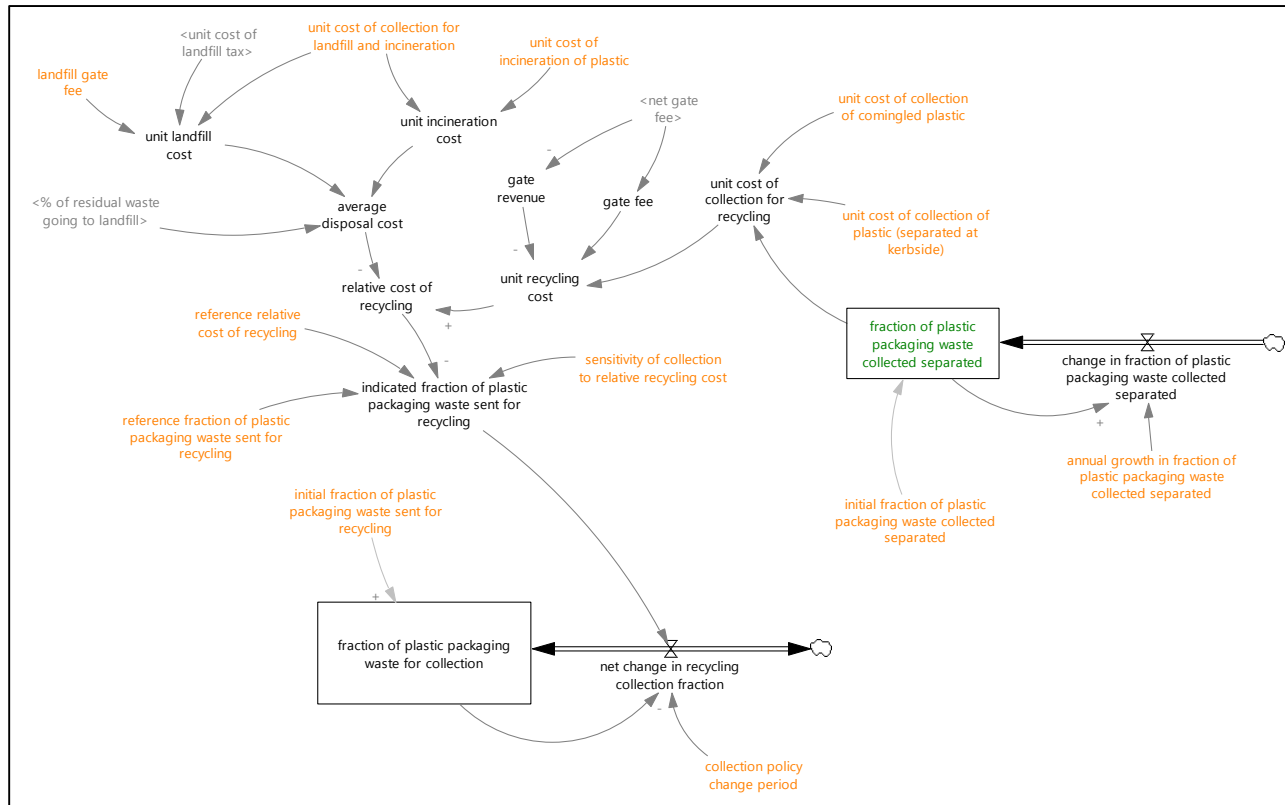 <unit cost of
landfill tax>
unit cost of collection for
landfill and incineration
unit cost of
incineration of plastic
landfill gate
fee
unit landfill
cost
unit incineration
cost
<net gate
fee>
unit cost of collection
of comingled plastic
-
gate
revenue
gate fee
unit cost of
collection for
recycling
<% of residual waste
going to landfill>
average
disposal cost
unit cost of collection of
plastic (separated at
kerbside)
-
-
relative cost of
recycling
unit recycling
cost
+
reference relative
cost of recycling
fraction of plastic
packaging waste
collected separated
change in fraction of plastic
packaging waste collected
separated
-
sensitivity of collection
to relative recycling cost
indicated fraction of plastic
packaging waste sent for
recycling
reference fraction of plastic
packaging waste sent for
recycling
+
annual growth in fraction of
plastic packaging waste
collected separated
initial fraction of plastic
packaging waste sent for
recycling
initial fraction of plastic
packaging waste collected
separated
+
fraction of plastic packaging
waste for collection
net change in recycling
collection fraction
-
collection policy
change period